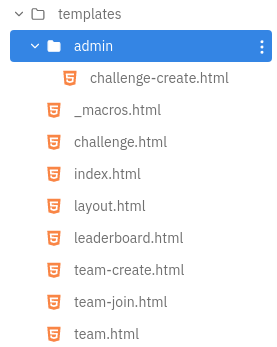 templates
admin
challenge-create.html
_macros.html
challenge.html
index.html
layout.html
leaderboard.html
team-create.html
team-join.html
team.html